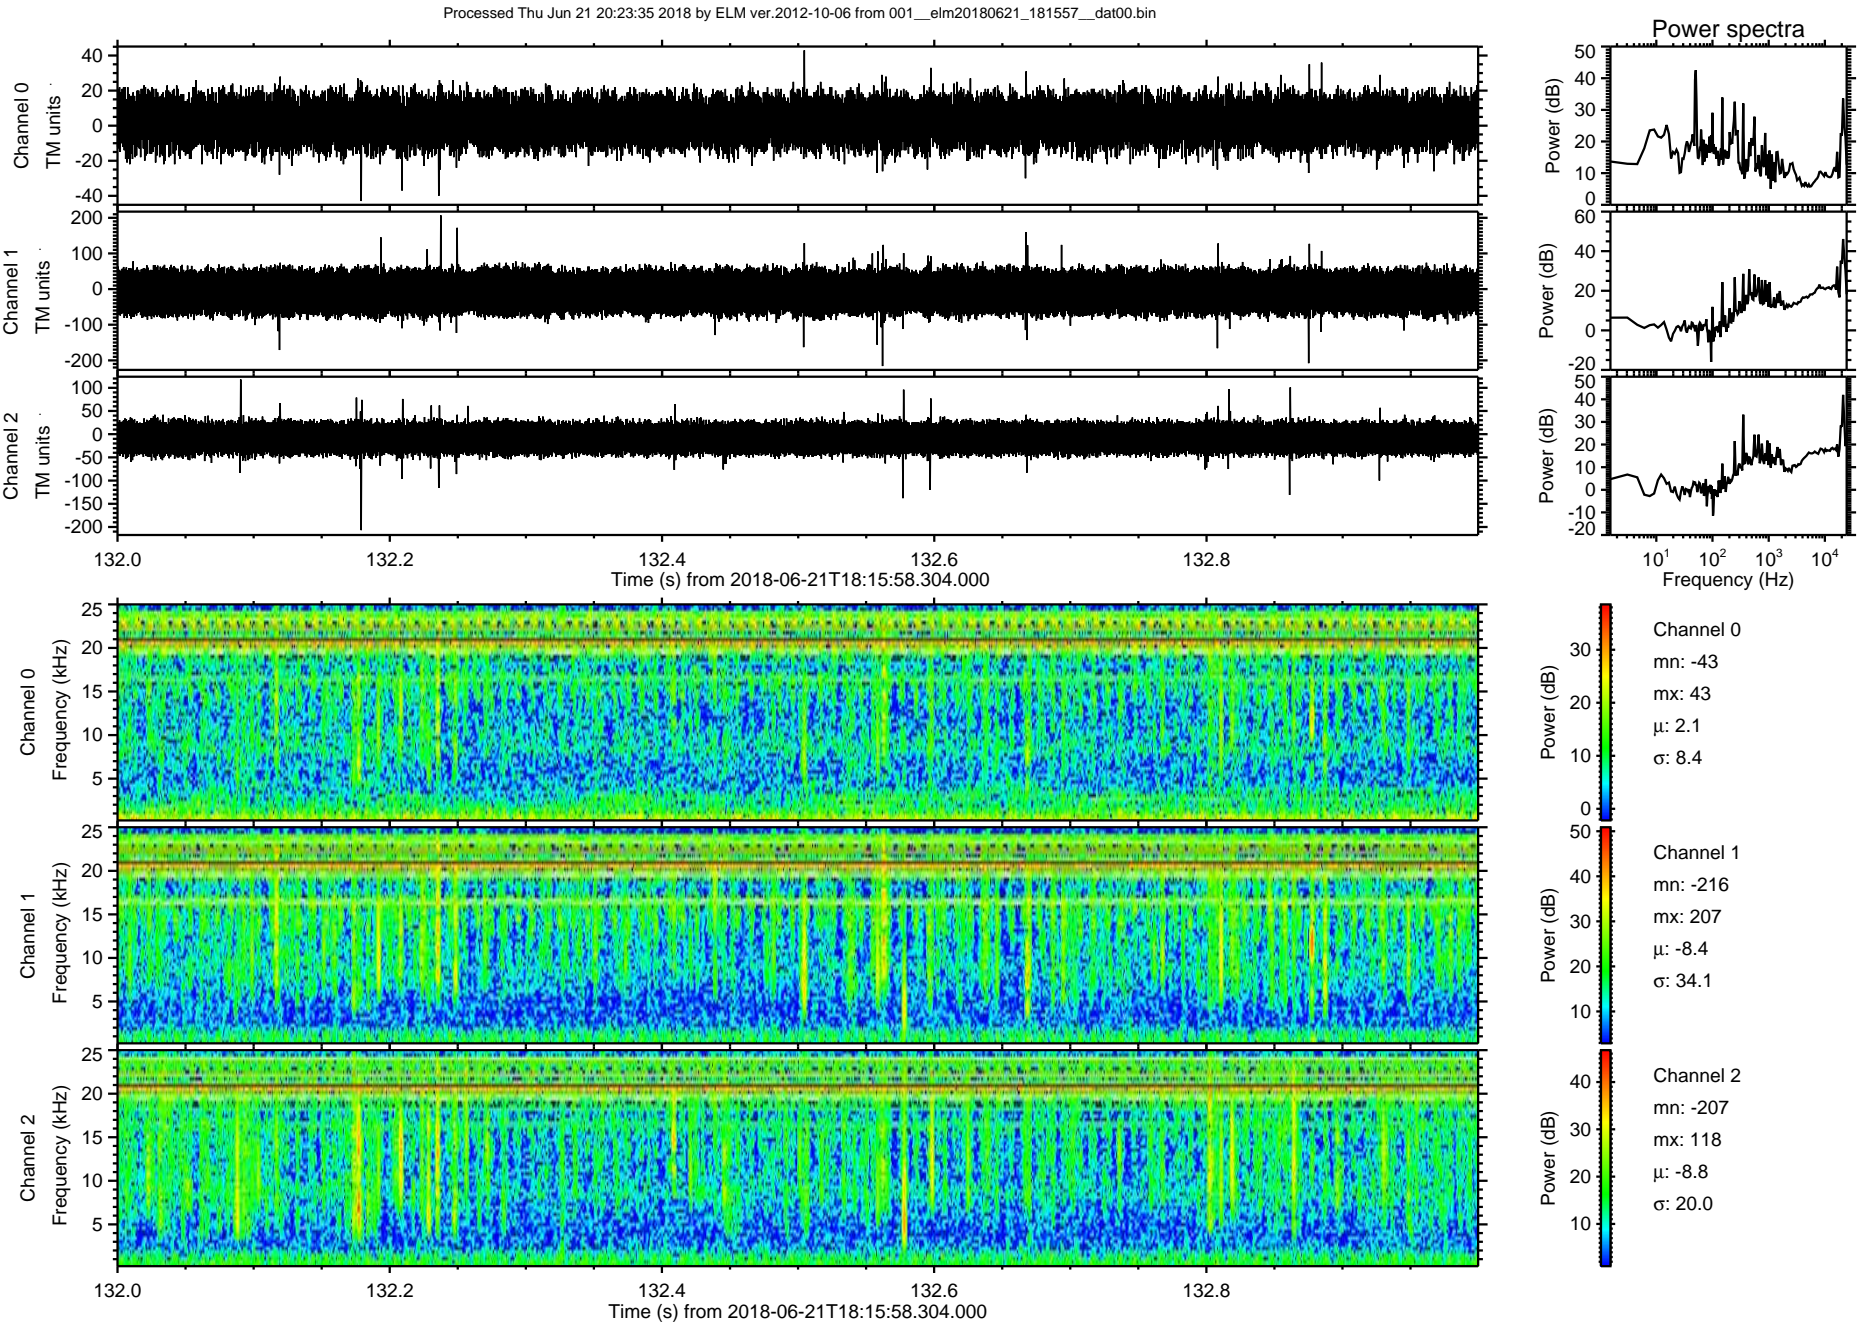 Processed Thu Jun 21 20:23:35 2018 by ELM ver.2012-10-06 from 001__elm20180621_181557__dat00.bin
Power spectra
Channel 0
TM units
40
20
0
-20
-40
Power (dB)
50
40
30
20
10
0
Channel 1
TM units
200
100
0
-100
-200
Power (dB)
60
40
20
0
-20
Channel 2
TM units
100
50
0
-50
-100
-150
-200
Power (dB)
50
40
30
20
10
0
-10
-20
132.0 132.2 132.4 132.6 132.8
Time (s) from 2018-06-21T18:15:58.304.000
10^1 10^2 10^3 10^4
Frequency (Hz)
Channel 0
Frequency (kHz)
25
20
15
10
5
Power (dB)
30
20
10
0
Channel 0
mn: -43
mx: 43
μ: 2.1
σ: 8.4
Channel 1
Frequency (kHz)
25
20
15
10
5
Power (dB)
50
40
30
20
10
Channel 1
mn: -216
mx: 207
μ: -8.4
σ: 34.1
Channel 2
Frequency (kHz)
25
20
15
10
5
Power (dB)
40
30
20
10
Channel 2
mn: -207
mx: 118
μ: -8.8
σ: 20.0
132.0 132.2 132.4 132.6 132.8
Time (s) from 2018-06-21T18:15:58.304.000